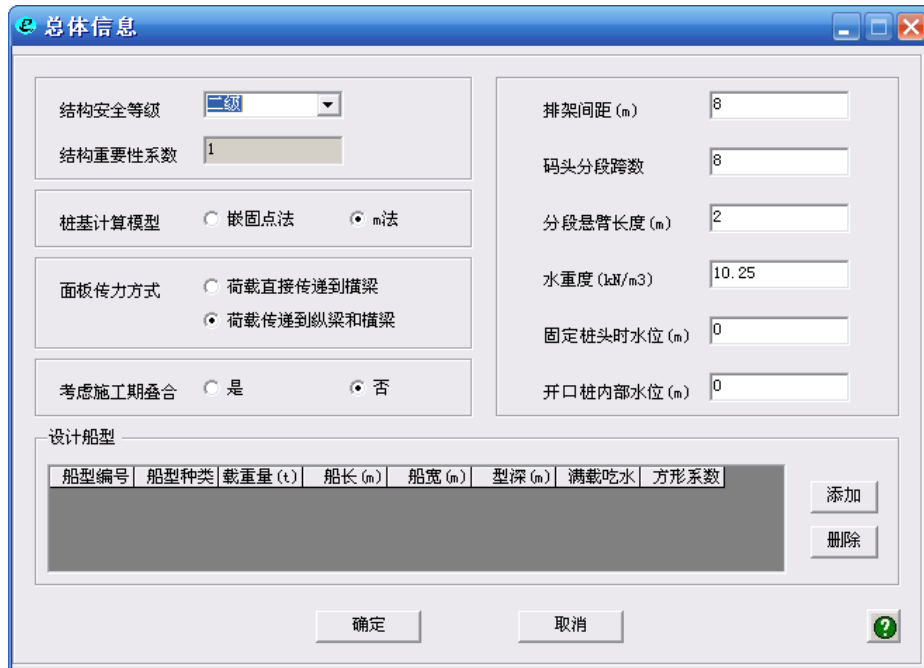 总体信息
结构安全等级 二级
结构重要性系数 1
桩基计算模型 嵌固点法 m法
面板传力方式 荷载直接传递到横梁
荷载传递到纵梁和横梁
考虑施工期叠合 是 否
排架间距(m) 8
码头分段跨数 8
分段悬臂长度(m) 2
水重度(kN/m3) 10.25
固定桩头时水位(m) 0
开口桩内部水位(m) 0
设计船型
船型编号 船型种类 载重量(t) 船长(m) 船宽(m) 型深(m) 满载吃水 方形系数
添加
删除
确定 取消